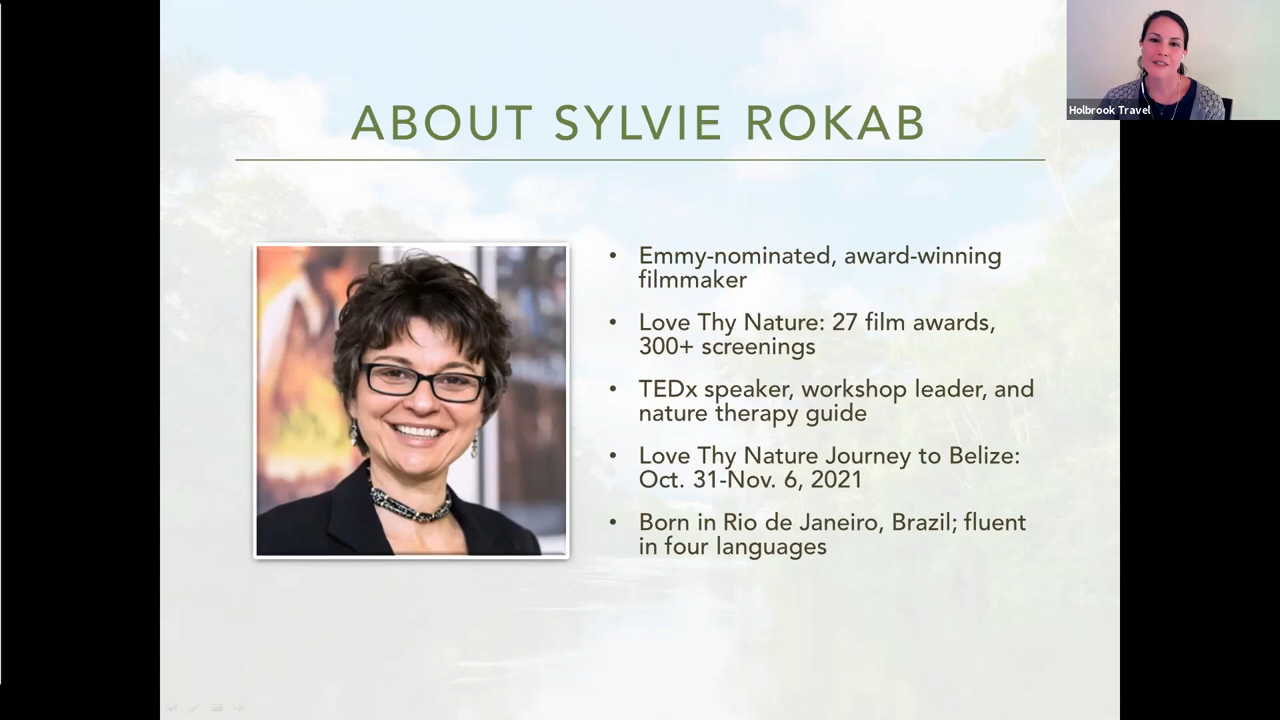 Holbrook Travel
ABOUT SYLVIE ROKAB
• Emmy-nominated, award-winning
filmmaker
• Love Thy Nature: 27 film awards,
300+ screenings
• TEDx speaker, workshop leader, and
nature therapy guide
• Love Thy Nature Journey to Belize:
Oct. 31-Nov. 6, 2021
• Born in Rio de Janeiro, Brazil; fluent
in four languages